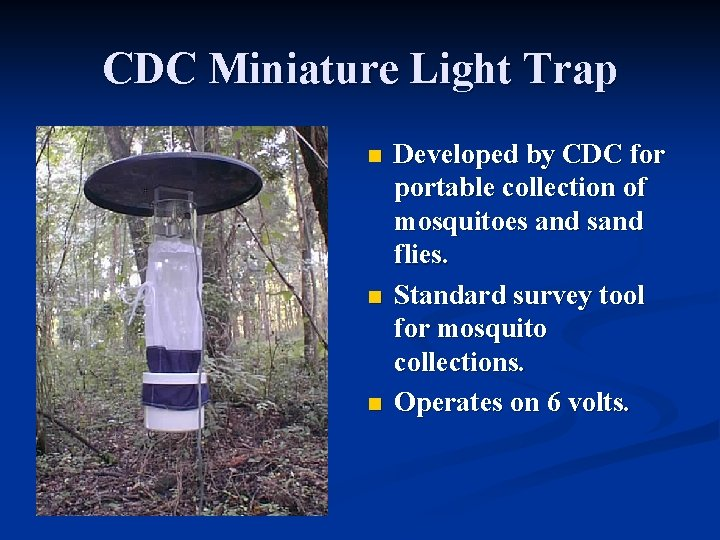 CDC Miniature Light Trap
Developed by CDC for
portable collection of
mosquitoes and sand
flies.
Standard survey tool
for mosquito
collections.
Operates on 6 volts.